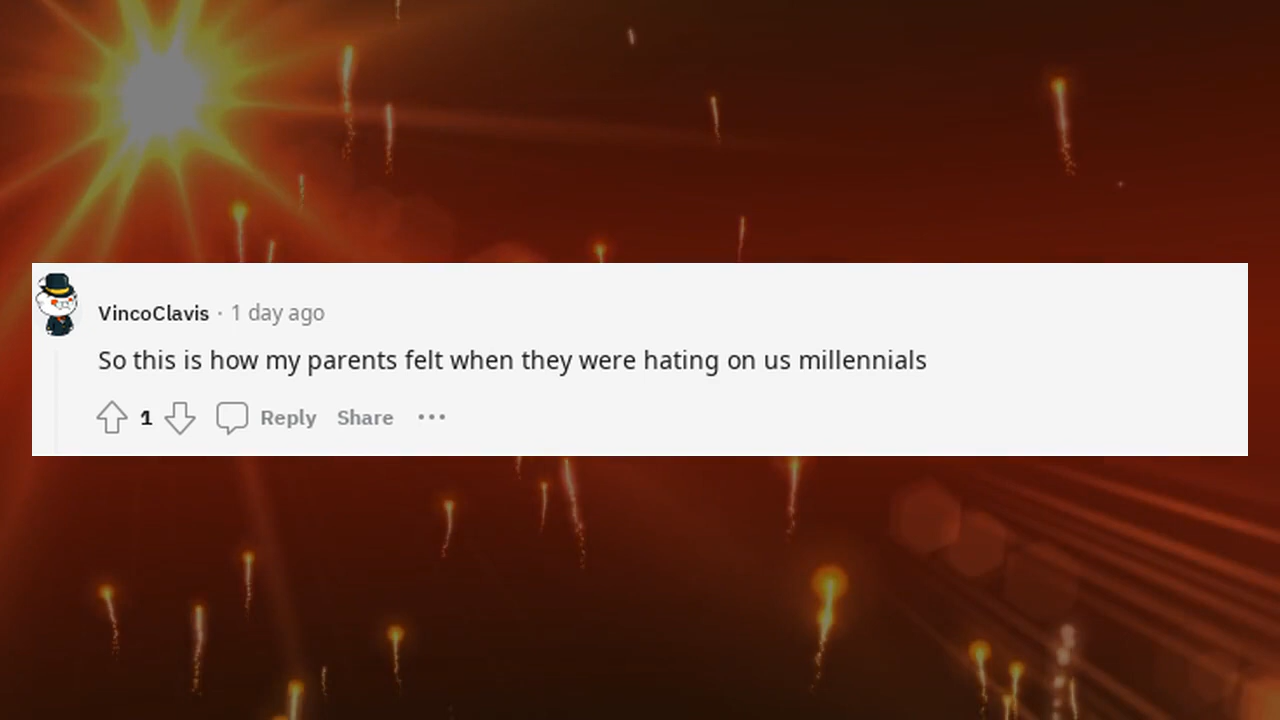 VincoClavis · 1 day ago
So this is how my parents felt when they were hating on us millennials
1 Reply Share ···